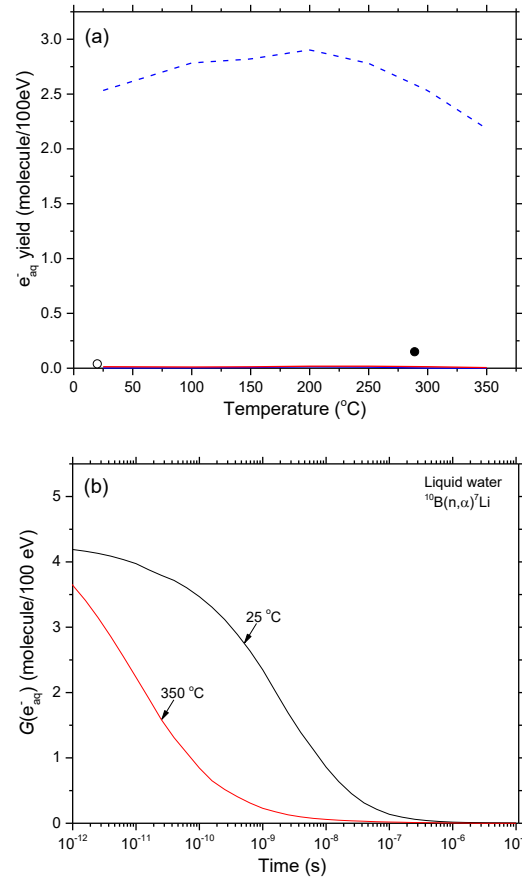 (a)
3.0
2.5
2.0
1.5
1.0
0.5
0.0
e⁻aq yield (molecule/100eV)
0 50 100 150 200 250 300 350
Temperature (°C)
(b)
Liquid water
¹⁰B(n,α)⁷Li
5
4
3
2
1
0
G(e⁻aq) (molecule/100 eV)
25 °C
350 °C
10⁻¹² 10⁻¹¹ 10⁻¹⁰ 10⁻⁹ 10⁻⁸ 10⁻⁷ 10⁻⁶ 10⁻⁵
Time (s)